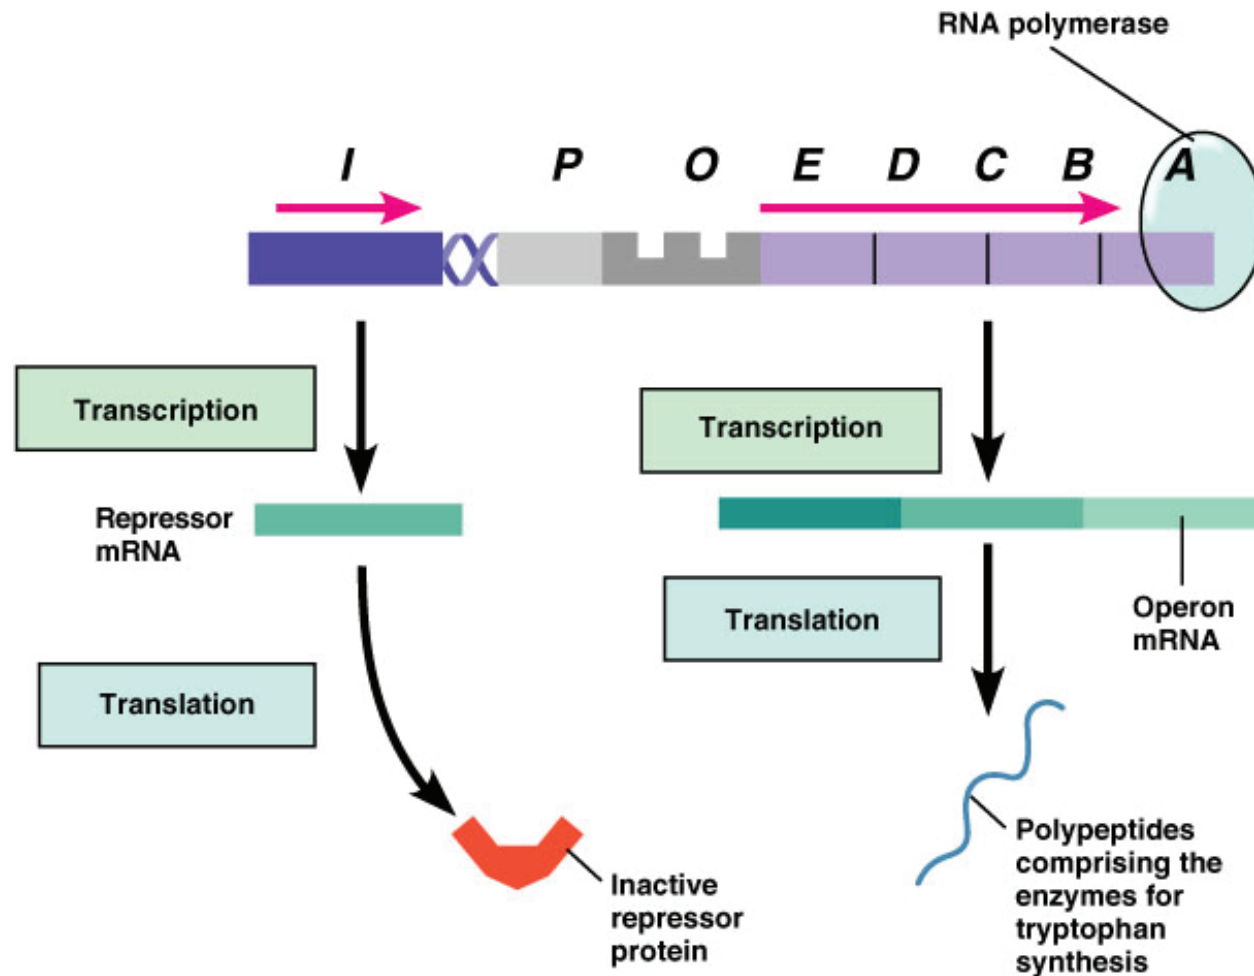 RNA polymerase
I P O E D C B A
Transcription
Transcription
Repressor
mRNA
Operon
mRNA
Translation
Translation
Inactive
repressor
protein
Polypeptides
comprising the
enzymes for
tryptophan
synthesis